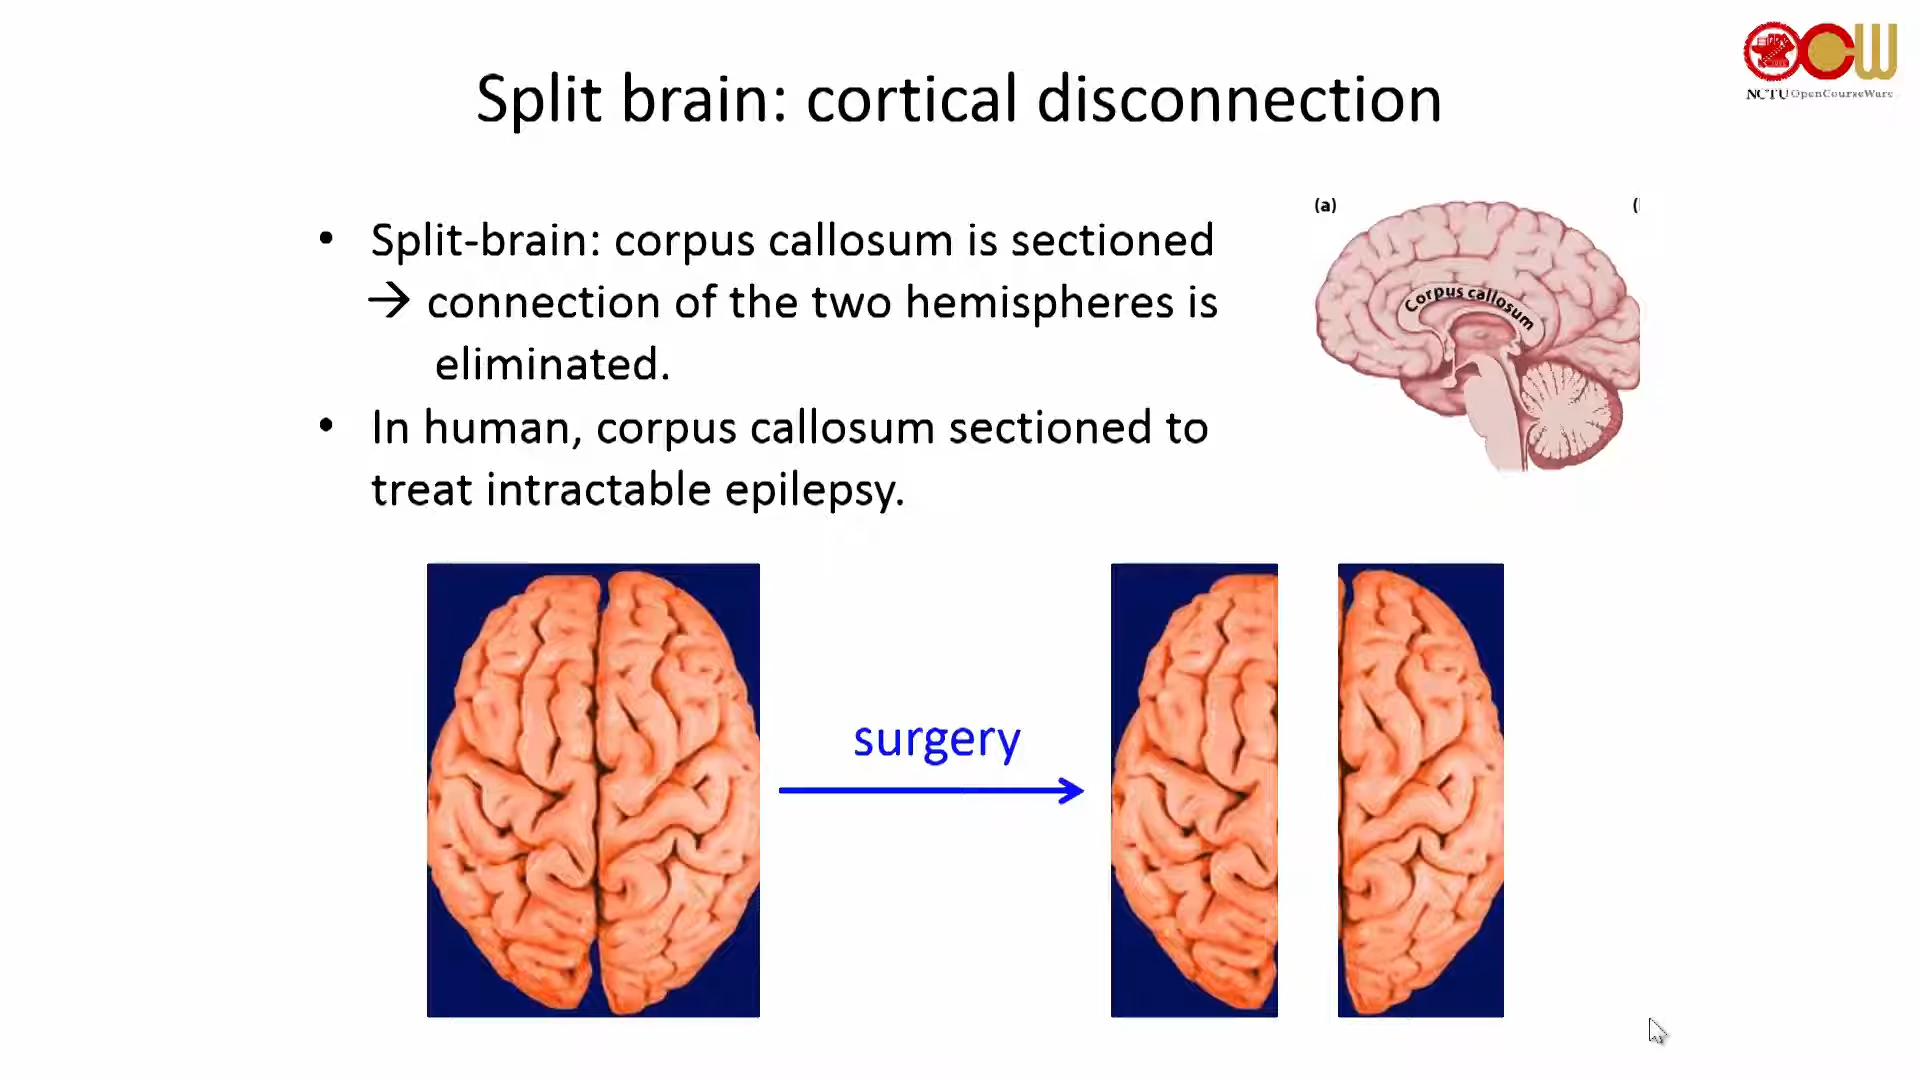 NCTU OpenCourseWare
Split brain: cortical disconnection
• Split-brain: corpus callosum is sectioned
→ connection of the two hemispheres is
eliminated.
• In human, corpus callosum sectioned to
treat intractable epilepsy.
(a)
Corpus callosum
surgery